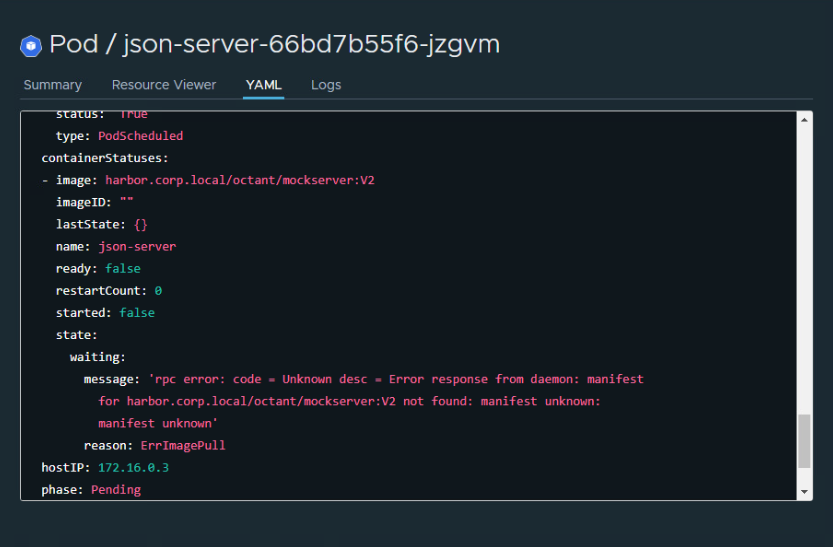 Pod / json-server-66bd7b55f6-jzgvm
Summary Resource Viewer YAML Logs
status: "True"
type: PodScheduled
containerStatuses:
- image: harbor.corp.local/octant/mockserver:V2
imageID: ""
lastState: {}
name: json-server
ready: false
restartCount: 0
started: false
state:
waiting:
message: 'rpc error: code = Unknown desc = Error response from daemon: manifest
for harbor.corp.local/octant/mockserver:V2 not found: manifest unknown:
manifest unknown'
reason: ErrImagePull
hostIP: 172.16.0.3
phase: Pending